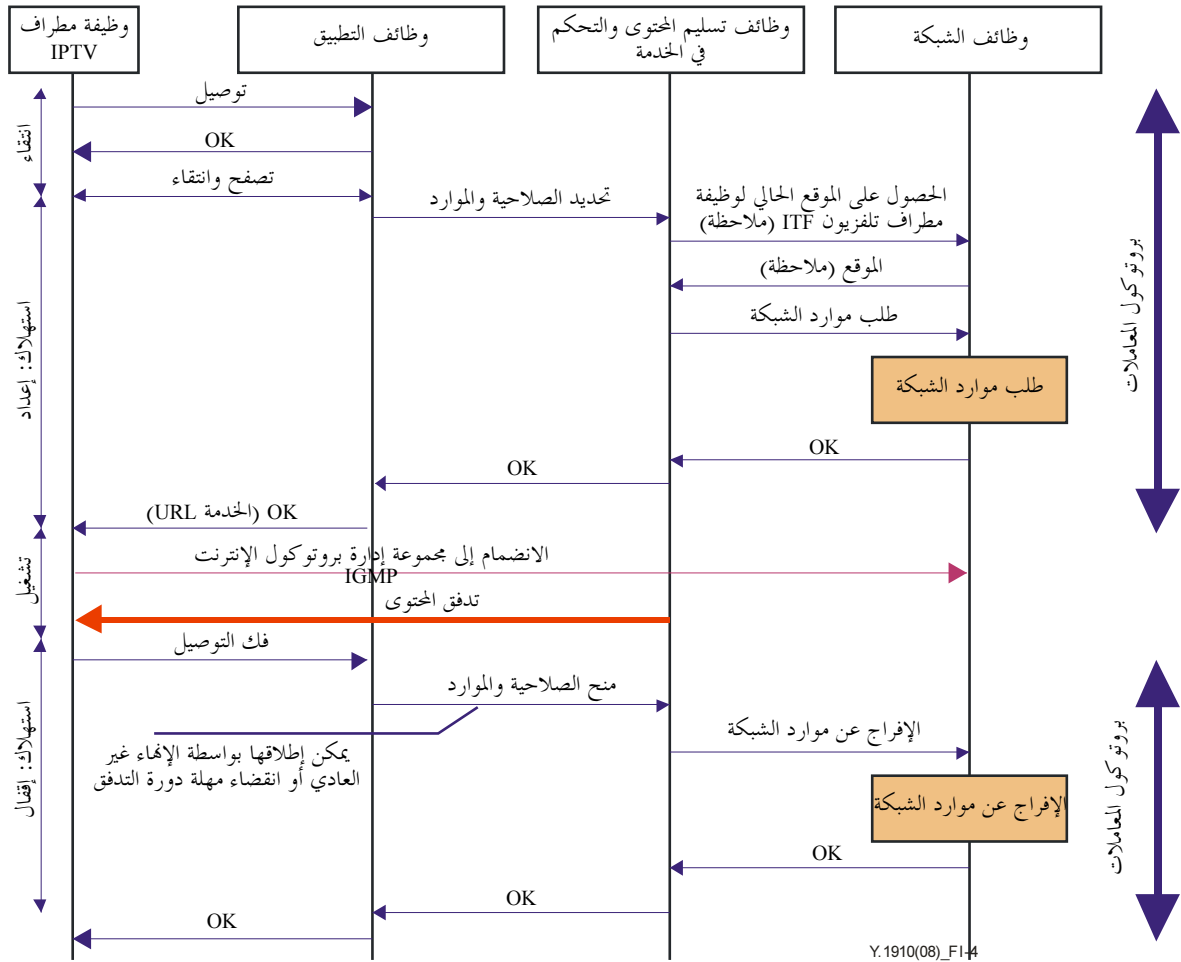 وظيفة مطراف
IPTV
وظائف التطبيق
وظائف تسليم المحتوى والتحكم
في الخدمة
وظائف الشبكة
توصيل
OK
تصفح وانتقاء
تحديد الصلاحية والموارد
الحصول على الموقع الحالي لوظيفة
مطراف تلفزيون ITF (ملاحظة)
الموقع (ملاحظة)
طلب موارد الشبكة
طلب موارد الشبكة
OK
OK
OK (الخدمة URL)
الانضمام إلى مجموعة إدارة بروتوكول الإنترنت
IGMP
تدفق المحتوى
فك التوصيل
منح الصلاحية والموارد
يمكن إطلاقها بواسطة الإنهاء غير
العادي أو انقضاء مهلة دورة التدفق
الإفراج عن موارد الشبكة
الإفراج عن موارد الشبكة
OK
OK
OK
انتقاء
استهلاك: إعداد
تشغيل
استهلاك: إقفال
بروتوكول المعاملات
بروتوكول المعاملات
Y.1910(08)_FI-4